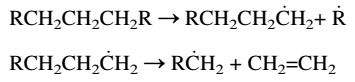 RCH₂CH₂CH₂R → RCH₂CH₂ĊH₂ + Ṙ
RCH₂CH₂ĊH₂ → RĊH₂ + CH₂=CH₂